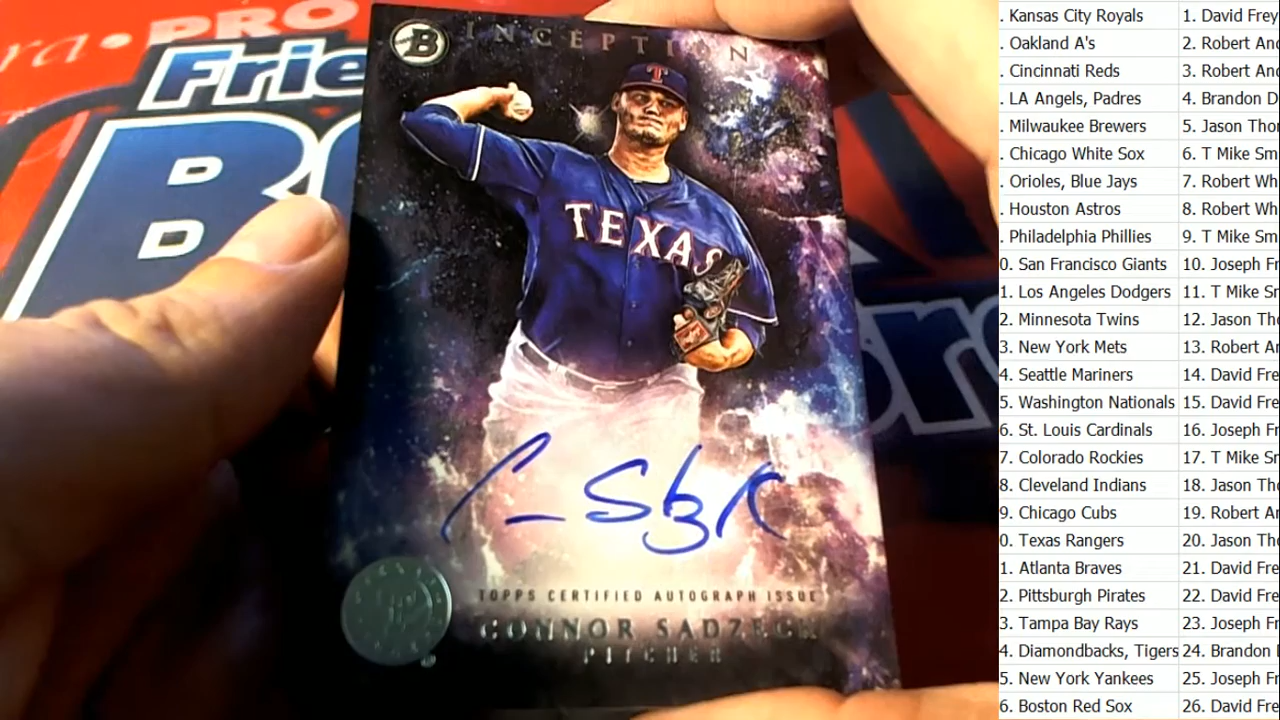 ra • PRO
Frie
B
B
INCEPTION
T
TEXAS
TOPPS CERTIFIED AUTOGRAPH ISSUE
CONNOR SADZECK
PITCHER
. Kansas City Royals 1. David Frey
. Oakland A's 2. Robert And
. Cincinnati Reds 3. Robert And
. LA Angels, Padres 4. Brandon D
. Milwaukee Brewers 5. Jason Tho
. Chicago White Sox 6. T Mike Sm
. Orioles, Blue Jays 7. Robert Wh
. Houston Astros 8. Robert Wh
. Philadelphia Phillies 9. T Mike Sm
0. San Francisco Giants 10. Joseph Fr
1. Los Angeles Dodgers 11. T Mike Sm
2. Minnesota Twins 12. Jason Tho
3. New York Mets 13. Robert An
4. Seattle Mariners 14. David Fre
5. Washington Nationals 15. David Fre
6. St. Louis Cardinals 16. Joseph Fr
7. Colorado Rockies 17. T Mike Sm
8. Cleveland Indians 18. Jason Tho
9. Chicago Cubs 19. Robert An
0. Texas Rangers 20. Jason Tho
1. Atlanta Braves 21. David Fre
2. Pittsburgh Pirates 22. David Fre
3. Tampa Bay Rays 23. Joseph Fr
4. Diamondbacks, Tigers 24. Brandon
5. New York Yankees 25. Joseph Fr
6. Boston Red Sox 26. David Fre